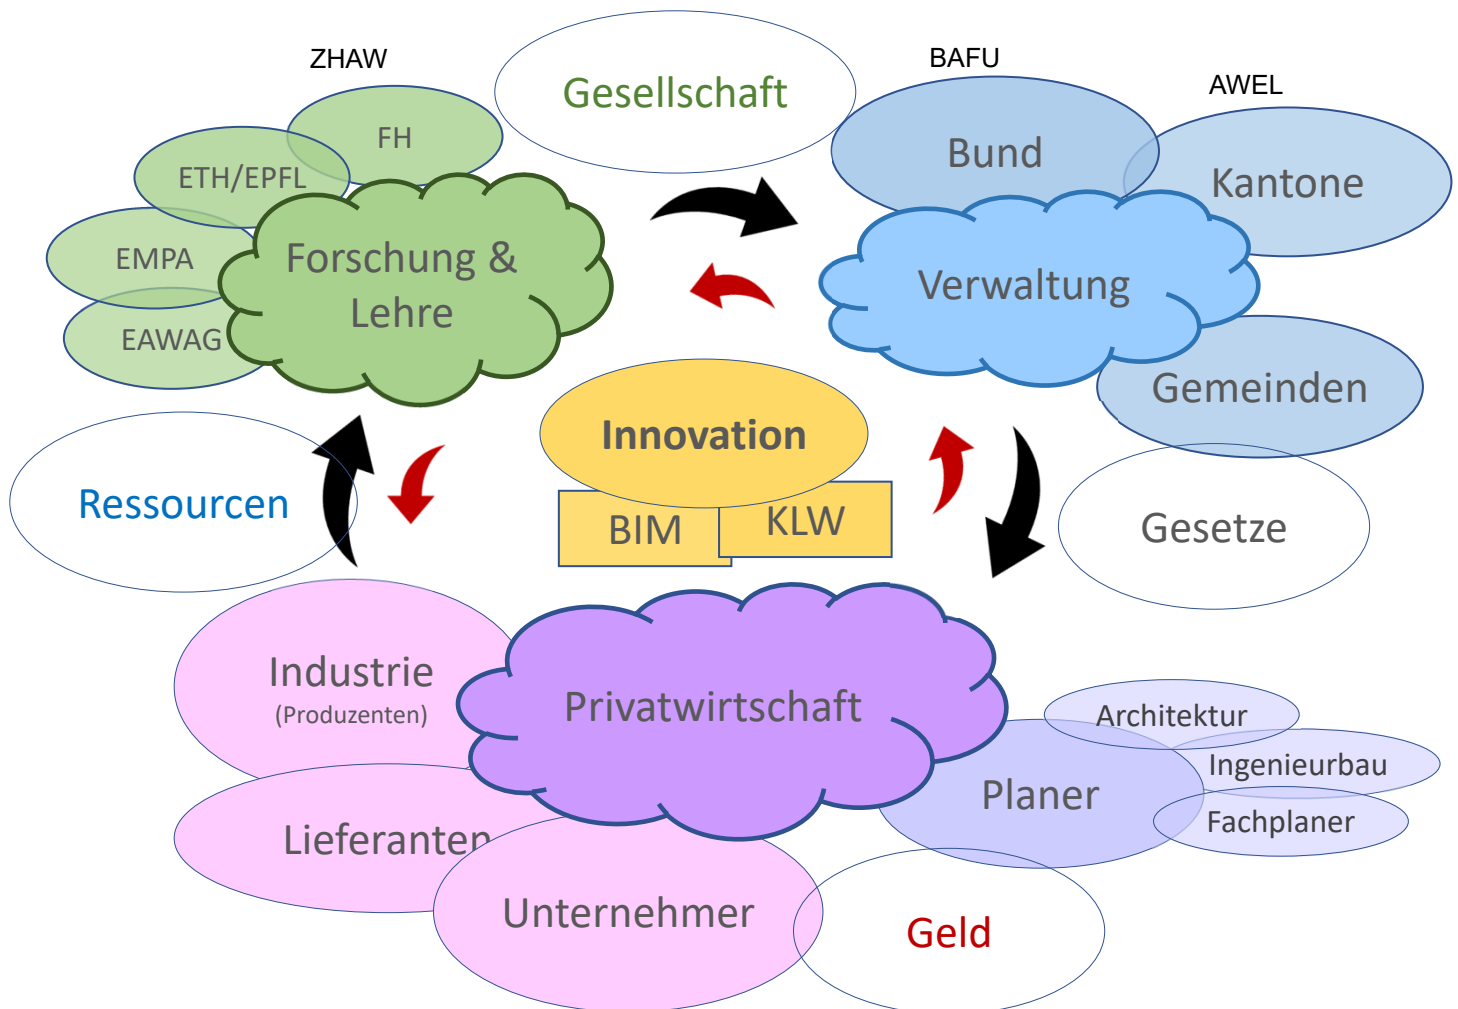 ZHAW
Gesellschaft
BAFU
AWEL
FH
Bund
ETH/EPFL
Kantone
EMPA
Forschung &
Lehre
Verwaltung
EAWAG
Gemeinden
Innovation
Ressourcen
BIM
KLW
Gesetze
Industrie
(Produzenten)
Privatwirtschaft
Architektur
Ingenieurbau
Planer
Fachplaner
Lieferanten
Unternehmer
Geld